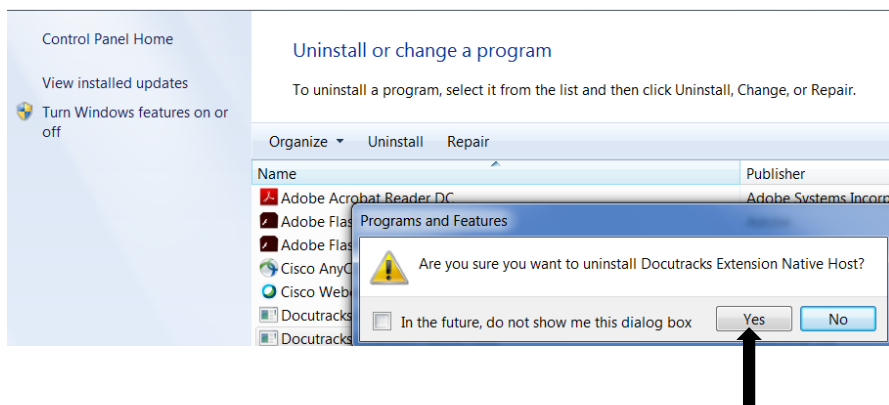 Control Panel Home
View installed updates
Turn Windows features on or
off
Uninstall or change a program
To uninstall a program, select it from the list and then click Uninstall, Change, or Repair.
Organize Uninstall Repair
Name Publisher
Adobe Acrobat Reader DC Adobe Systems Incorp
Adobe Flas
Adobe Flas
Cisco AnyC
Cisco Web
Docutracks
Docutracks
Programs and Features
Are you sure you want to uninstall Docutracks Extension Native Host?
In the future, do not show me this dialog box Yes No